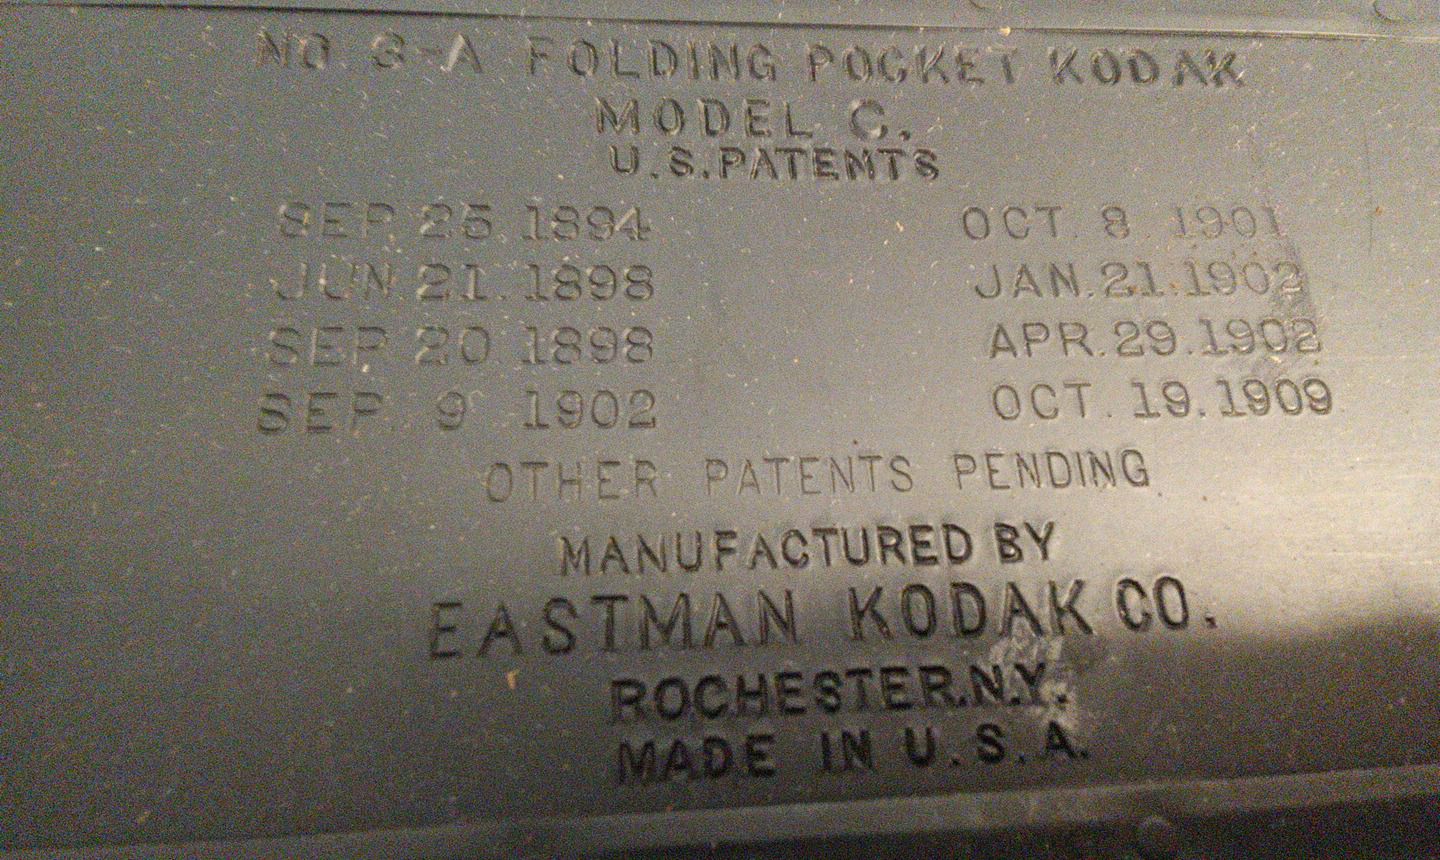 NO. 3-A FOLDING POCKET KODAK
MODEL C.
U.S.PATENTS
SEP. 25.1894 OCT. 8. 1901
JUN.21.1898 JAN.21.1902
SEP.20.1898 APR.29.1902
SEP. 9 1902 OCT.19.1909
OTHER PATENTS PENDING
MANUFACTURED BY
EASTMAN KODAK CO.
ROCHESTER.N.Y.
MADE IN U.S.A.